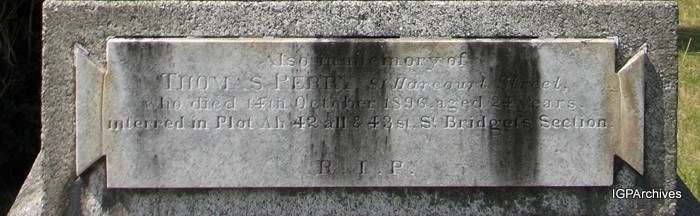 Also in memory of
THOMAS PERRY, Harcourt Street,
who died 14th October 1896, aged 24 years.
interred in Plot Ah 42 all & 43 st. St Bridget's Section.
R. I. P.
IGPArchives